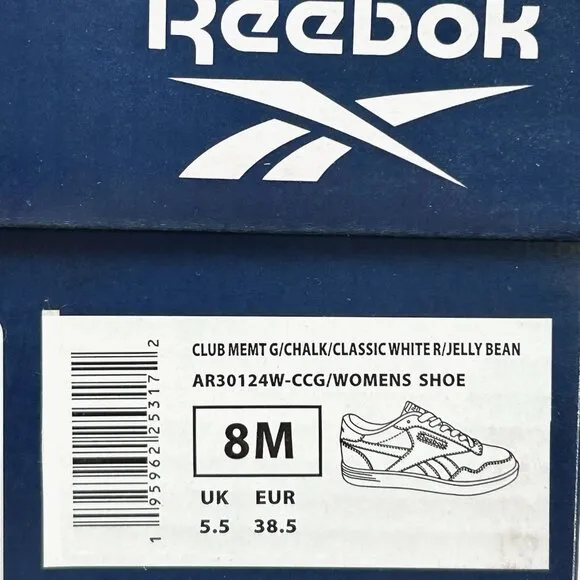 Reebok
CLUB MEMT G/CHALK/CLASSIC WHITE R/JELLY BEAN
AR30124W-CCG/WOMENS SHOE
8M
UK EUR
5.5 38.5
1 95962 25317 2